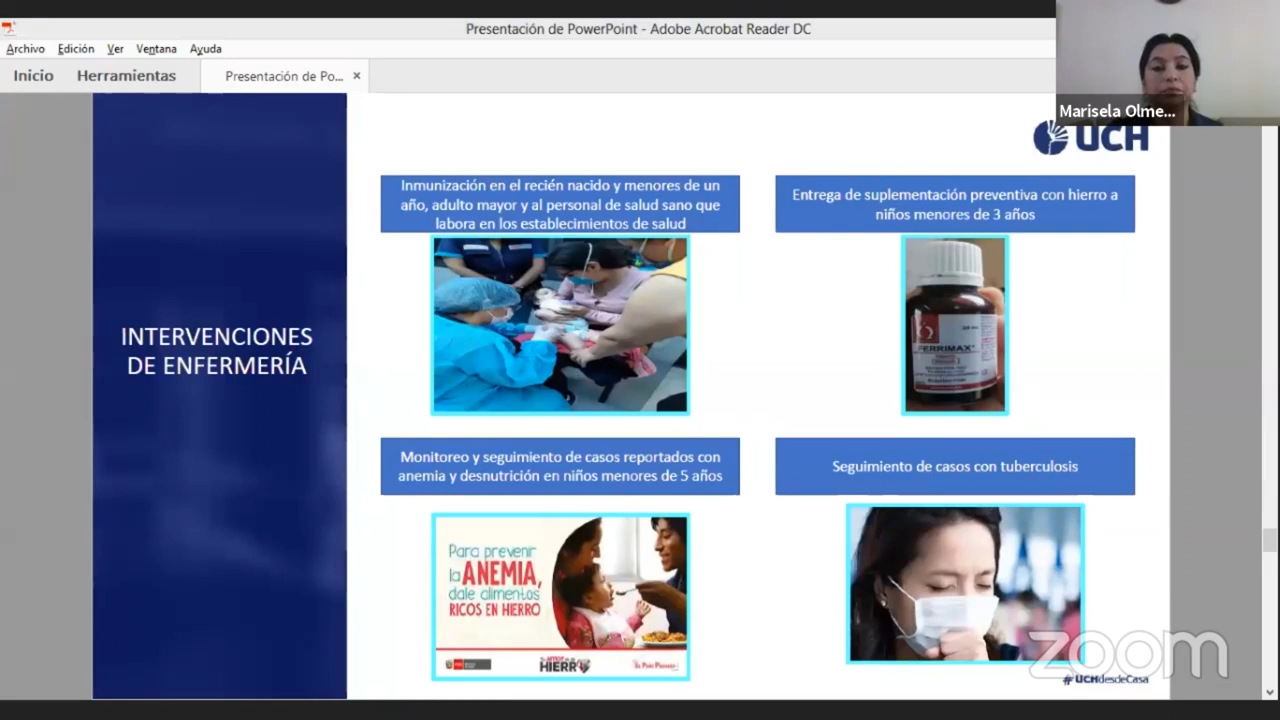 Presentación de PowerPoint - Adobe Acrobat Reader DC
Archivo Edición Ver Ventana Ayuda
Inicio Herramientas Presentación de Po... ×
Marisela Olme...
UCH
INTERVENCIONES
DE ENFERMERÍA
Inmunización en el recién nacido y menores de un
año, adulto mayor y al personal de salud sano que
labora en los establecimientos de salud
Entrega de suplementación preventiva con hierro a
niños menores de 3 años
FERRIMAX
Monitoreo y seguimiento de casos reportados con
anemia y desnutrición en niños menores de 5 años
Seguimiento de casos con tuberculosis
Para prevenir
la ANEMIA,
dale alimentos
RICOS EN HIERRO
HIERRO
EL PERÚ PRIMERO
zoom
#UCHdesdeCasa